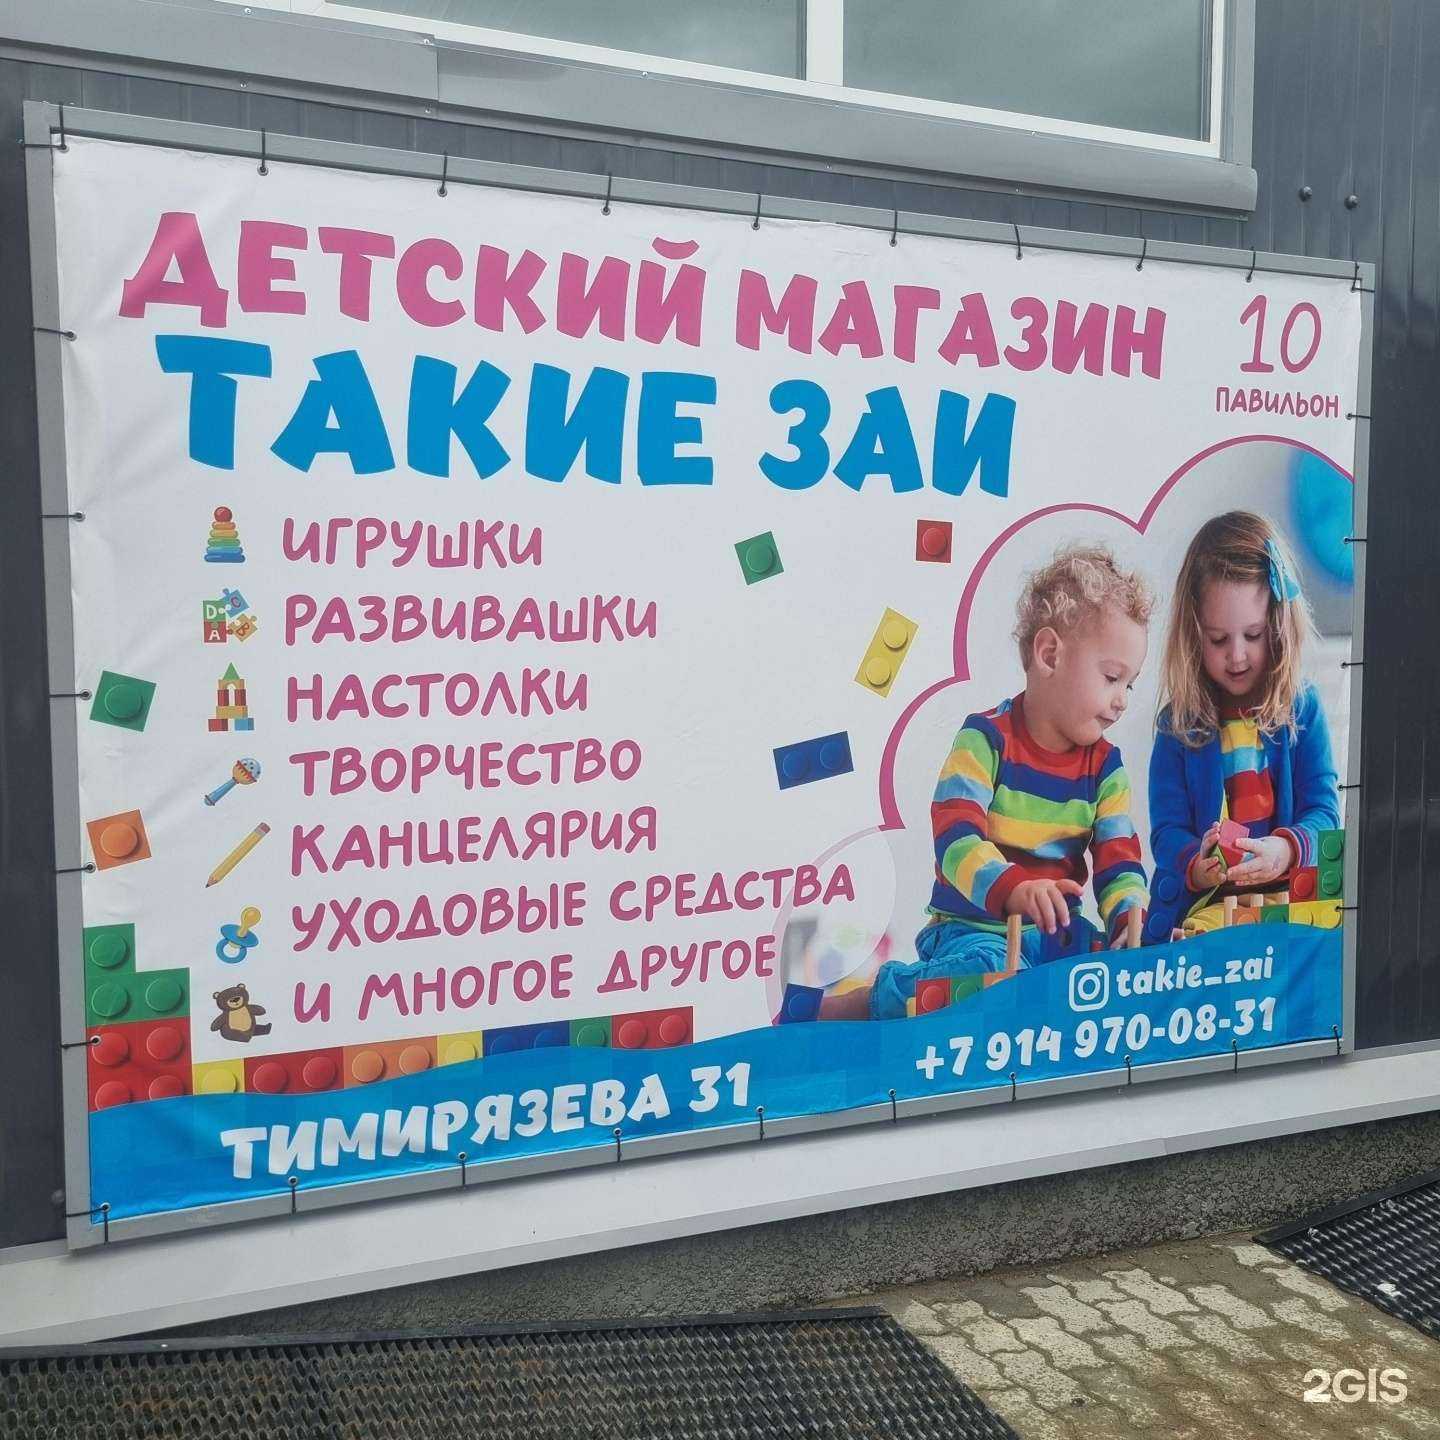 ДЕТСКИЙ МАГАЗИН
ТАКИЕ ЗАИ
10
ПАВИЛЬОН
ИГРУШКИ
РАЗВИВАШКИ
НАСТОЛКИ
ТВОРЧЕСТВО
КАНЦЕЛЯРИЯ
УХОДОВЫЕ СРЕДСТВА
И МНОГОЕ ДРУГОЕ
takie_zai
+7 914 970-08-31
ТИМИРЯЗЕВА 31
2GIS